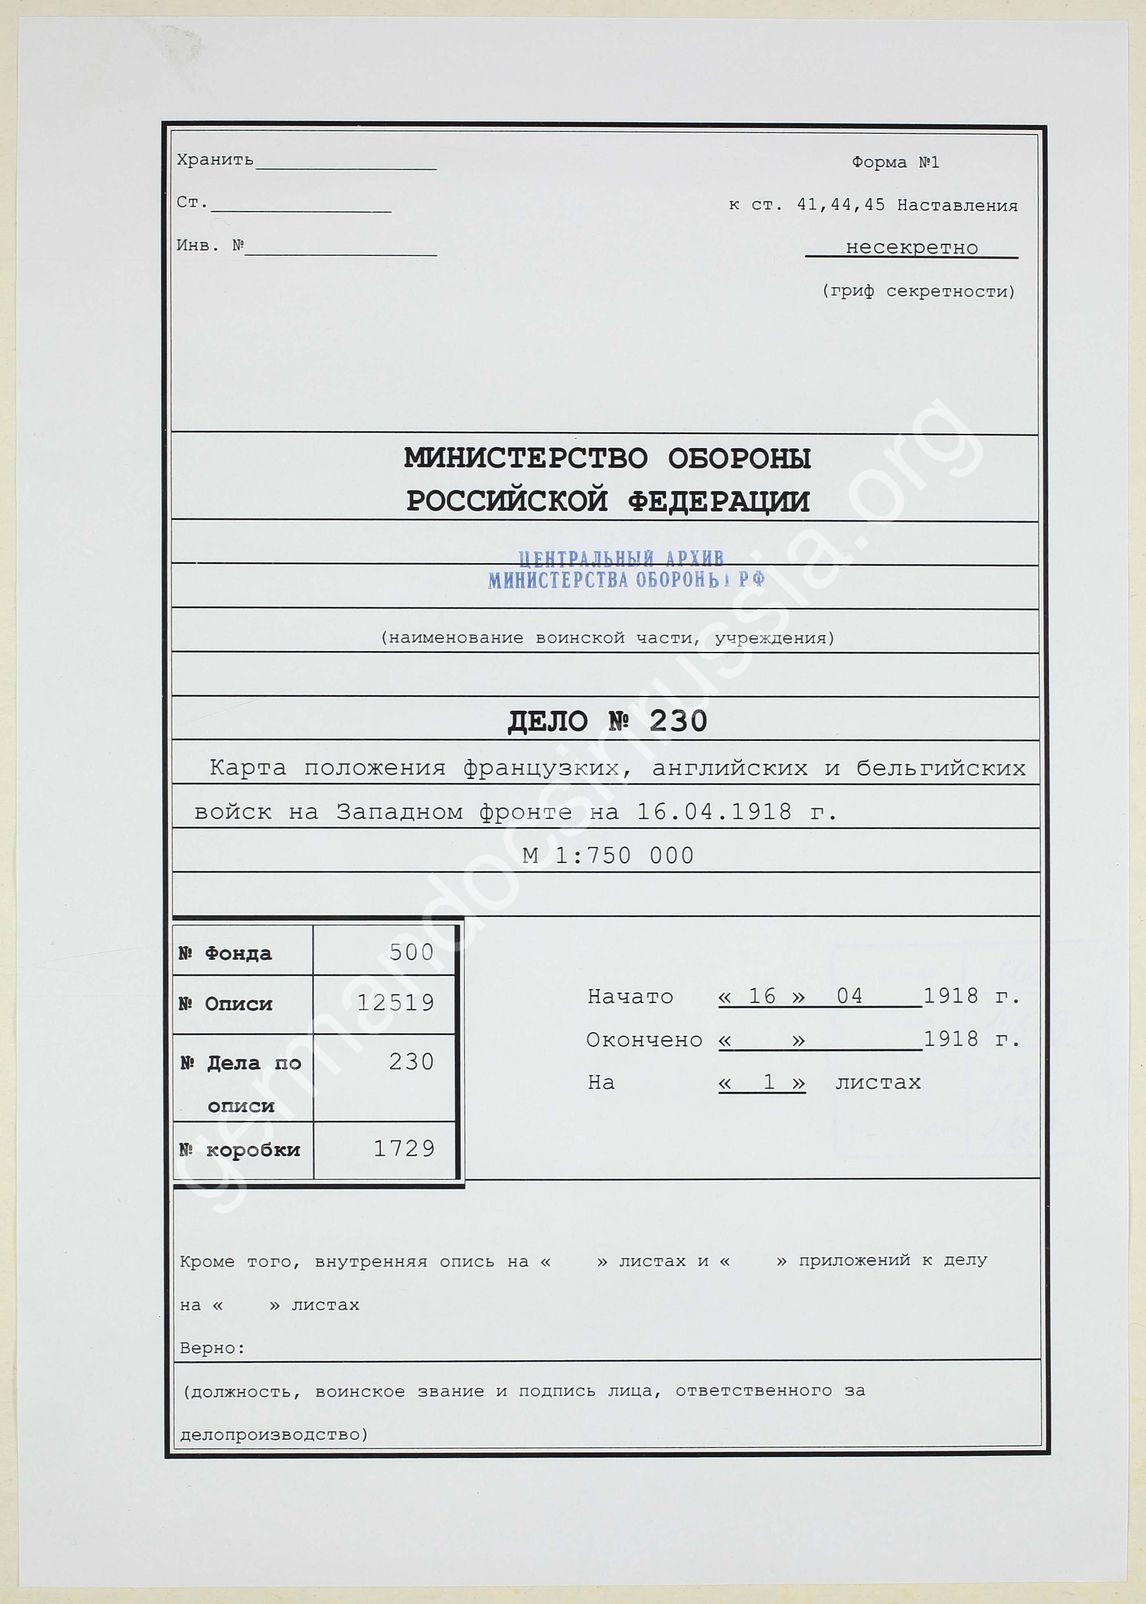 Хранить
Форма №1
Ст.
к ст. 41,44,45 Наставления
Инв. №
несекретно
(гриф секретности)
МИНИСТЕРСТВО ОБОРОНЫ
РОССИЙСКОЙ ФЕДЕРАЦИИ
ЦЕНТРАЛЬНЫЙ АРХИВ
МИНИСТЕРСТВА ОБОРОНЫ РФ
(наименование воинской части, учреждения)
ДЕЛО № 230
Карта положения французких, английских и бельгийских
войск на Западном фронте на 16.04.1918 г.
М 1:750 000
№ Фонда 500
№ Описи 12519
№ Дела по описи 230
№ коробки 1729
Начато « 16 » 04 1918 г.
Окончено « » 1918 г.
На « 1 » листах
Кроме того, внутренняя опись на « » листах и « » приложений к делу
на « » листах
Верно:
(должность, воинское звание и подпись лица, ответственного за
делопроизводство)
germandocsinrussia.org